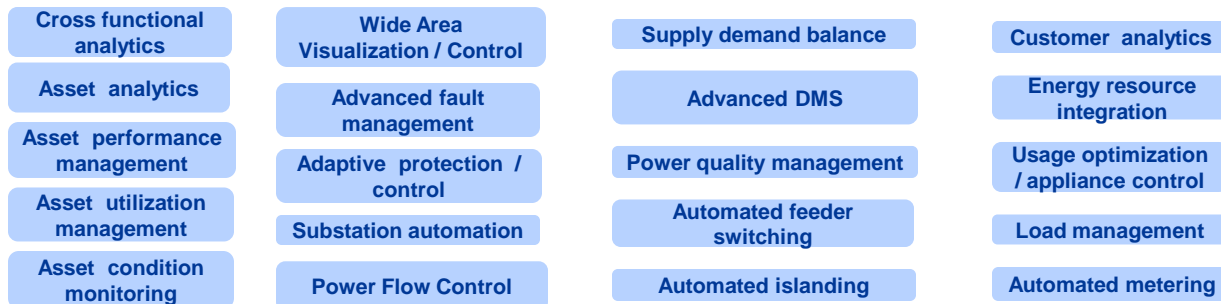 Cross functional
analytics
Asset analytics
Asset performance
management
Asset utilization
management
Asset condition
monitoring
Wide Area
Visualization / Control
Advanced fault
management
Adaptive protection /
control
Substation automation
Power Flow Control
Supply demand balance
Advanced DMS
Power quality management
Automated feeder
switching
Automated islanding
Customer analytics
Energy resource
integration
Usage optimization
/ appliance control
Load management
Automated metering